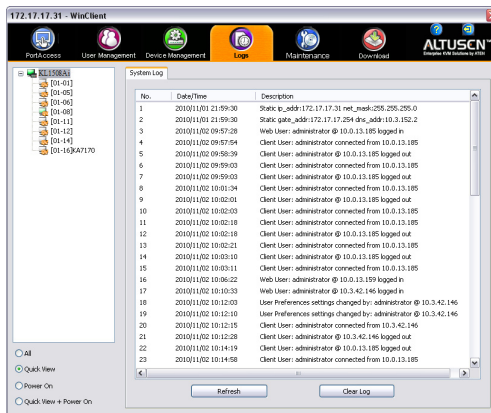 172.17.17.31 - WinClient
PortAccess
User Management
Device Management
Logs
Maintenance
Download
ALTUSEN™
Enterprise KVM Solutions by ATEN
KL1508Ai
[01-01]
[01-05]
[01-06]
[01-08]
[01-11]
[01-12]
[01-14]
[01-16]KA7170
System Log
No. Date/Time Description
1 2010/11/01 21:59:30 Static ip_addr:172.17.17.31 net_mask:255.255.255.0
2 2010/11/01 21:59:30 Static gate_addr:172.17.17.254 dns_addr:10.3.152.2
3 2010/11/02 09:57:28 Web User: administrator @ 10.0.13.185 logged in
4 2010/11/02 09:57:54 Client User: administrator connected from 10.0.13.185
5 2010/11/02 09:58:39 Client User: administrator @ 10.0.13.185 logged out
6 2010/11/02 09:59:03 Client User: administrator connected from 10.0.13.185
7 2010/11/02 09:59:03 Client User: administrator @ 10.0.13.185 logged out
8 2010/11/02 10:01:34 Client User: administrator connected from 10.0.13.185
9 2010/11/02 10:02:01 Client User: administrator @ 10.0.13.185 logged out
10 2010/11/02 10:02:03 Client User: administrator connected from 10.0.13.185
11 2010/11/02 10:02:18 Client User: administrator connected from 10.0.13.185
12 2010/11/02 10:02:18 Client User: administrator @ 10.0.13.185 logged out
13 2010/11/02 10:02:21 Client User: administrator connected from 10.0.13.185
14 2010/11/02 10:03:10 Client User: administrator @ 10.0.13.185 logged out
15 2010/11/02 10:03:11 Client User: administrator connected from 10.0.13.185
16 2010/11/02 10:06:22 Web User: administrator @ 10.0.13.159 logged in
17 2010/11/02 10:10:33 Web User: administrator @ 10.3.42.146 logged in
18 2010/11/02 10:12:03 User Preferences settings changed by: administrator @ 10.3.42.146
19 2010/11/02 10:12:10 User Preferences settings changed by: administrator @ 10.3.42.146
20 2010/11/02 10:12:15 Client User: administrator connected from 10.3.42.146
21 2010/11/02 10:12:28 Client User: administrator @ 10.3.42.146 logged out
22 2010/11/02 10:14:19 Client User: administrator @ 10.0.13.185 logged out
23 2010/11/02 10:14:58 Client User: administrator connected from 10.0.13.185
All
Quick View
Power On
Quick View + Power On
Refresh
Clear Log